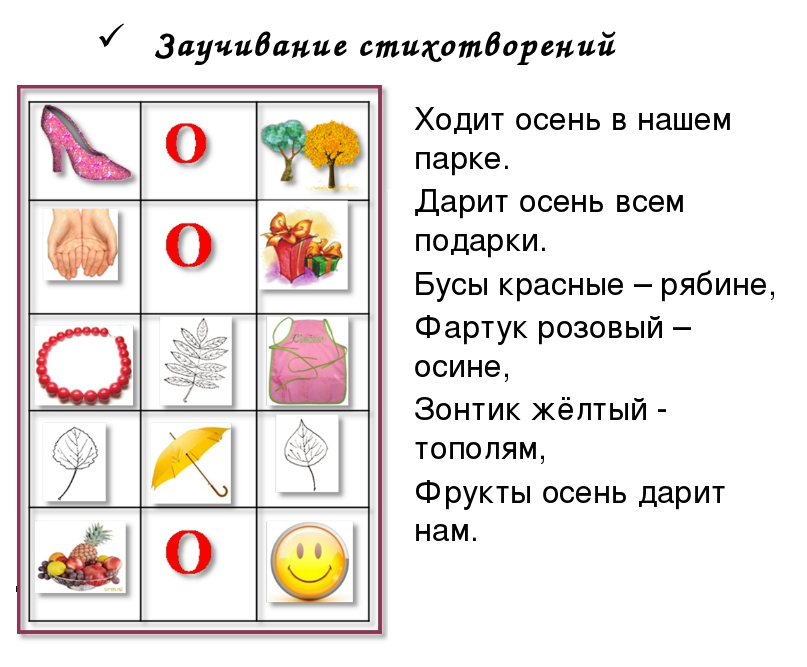 Заучивание стихотворений
О
О
О
Ходит осень в нашем
парке.
Дарит осень всем
подарки.
Бусы красные – рябине,
Фартук розовый –
осине,
Зонтик жёлтый -
тополям,
Фрукты осень дарит
нам.